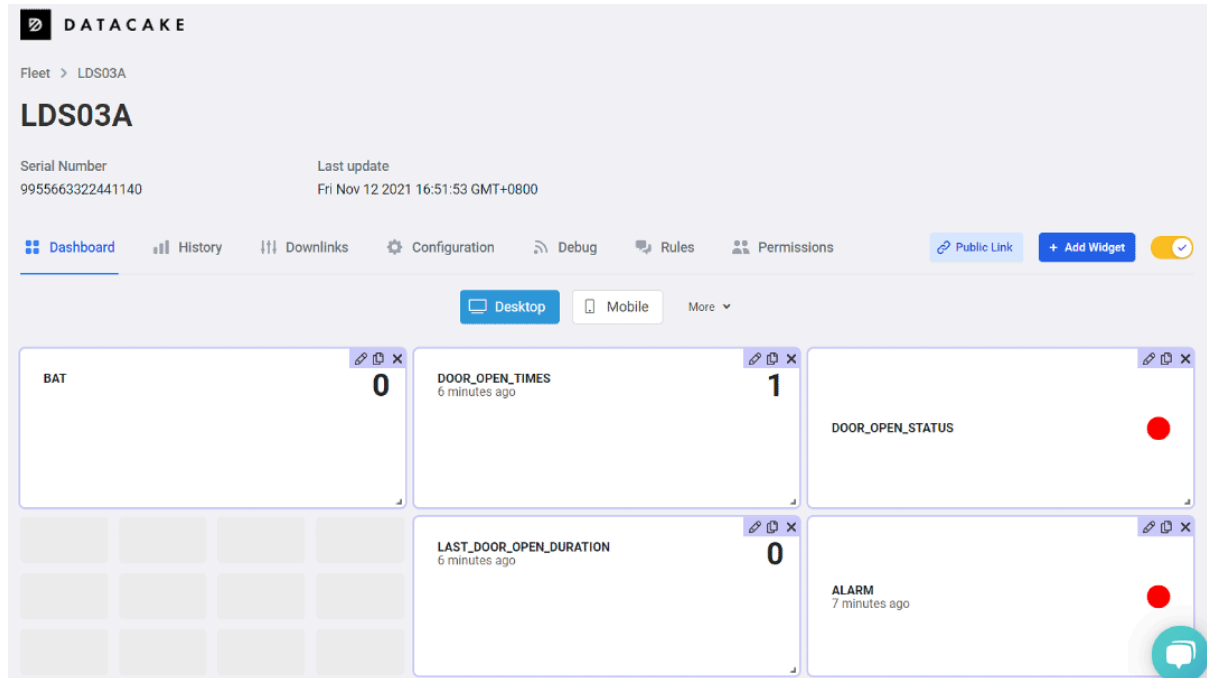 DATACAKE
Fleet > LDS03A
LDS03A
Serial Number
9955663322441140
Last update
Fri Nov 12 2021 16:51:53 GMT+0800
Dashboard History Downlinks Configuration Debug Rules Permissions Public Link + Add Widget
Desktop Mobile More
BAT
0
DOOR_OPEN_TIMES
6 minutes ago
1
DOOR_OPEN_STATUS
LAST_DOOR_OPEN_DURATION
6 minutes ago
0
ALARM
7 minutes ago